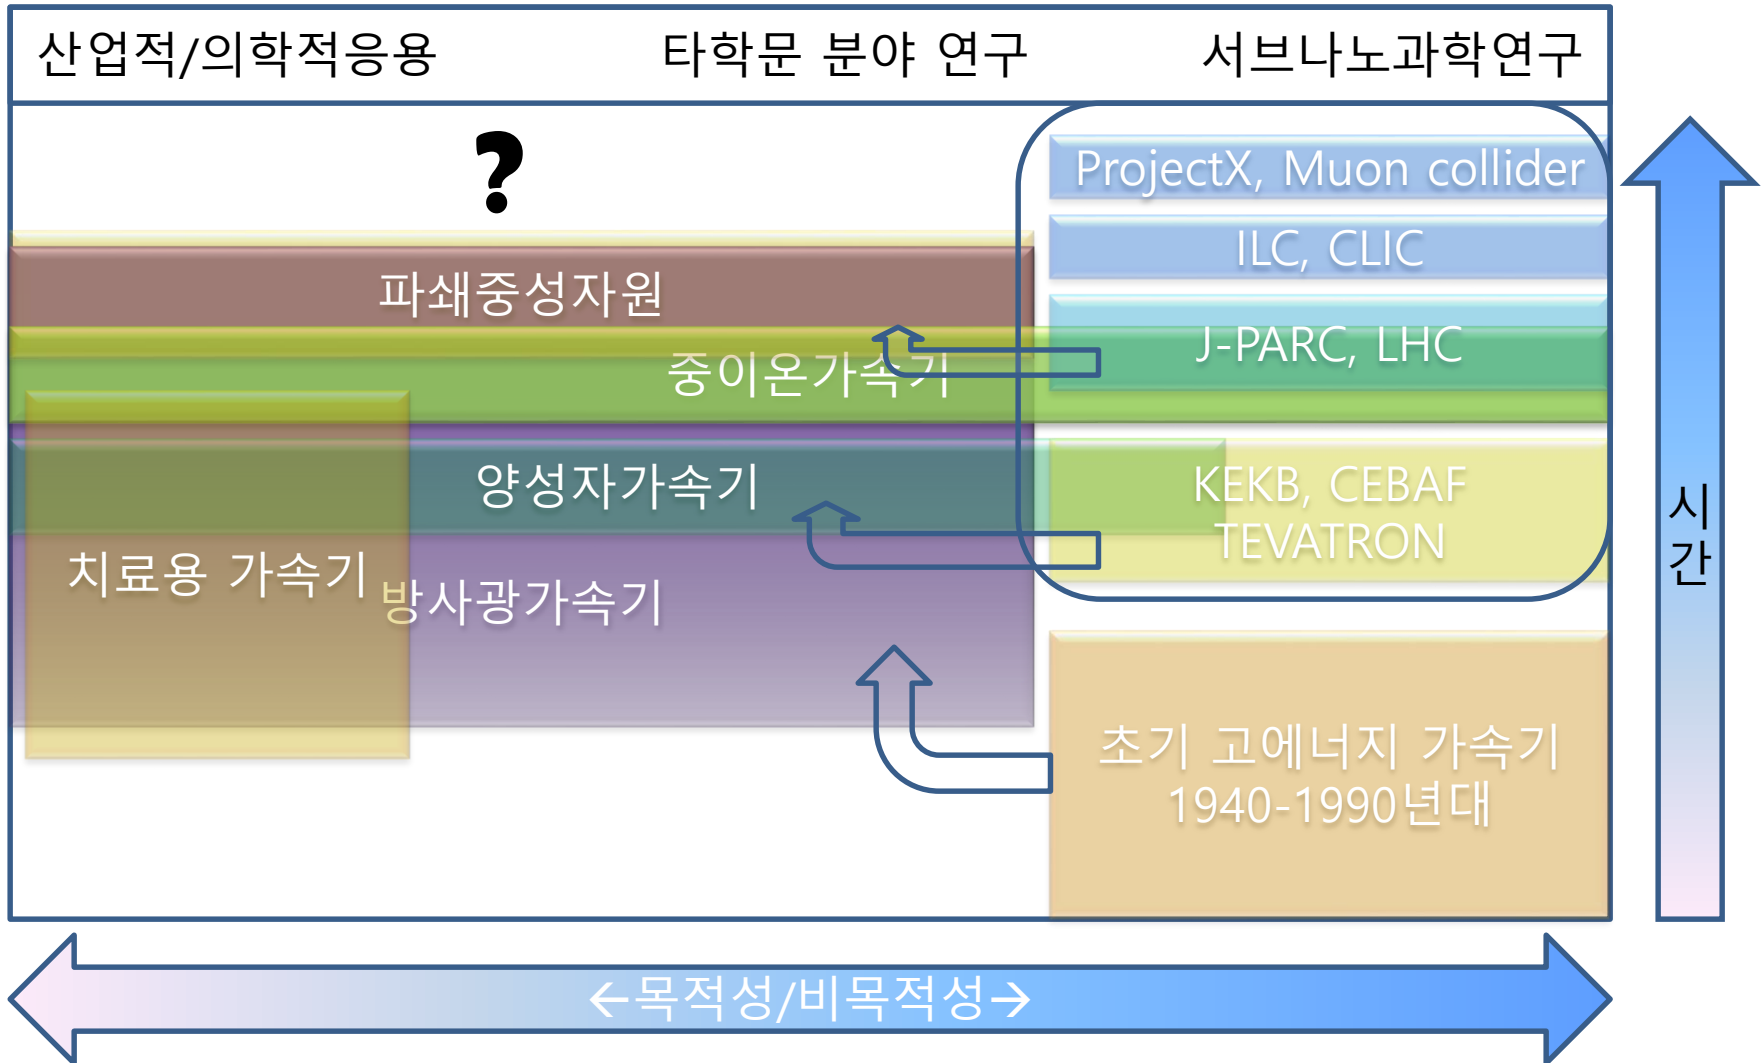 산업적/의학적응용
타학문 분야 연구
서브나노과학연구
?
ProjectX, Muon collider
ILC, CLIC
파쇄중성자원
J-PARC, LHC
중이온가속기
양성자가속기
KEKB, CEBAF
TEVATRON
치료용 가속기
방사광가속기
초기 고에너지 가속기
1940-1990년대
시
간
←목적성/비목적성→